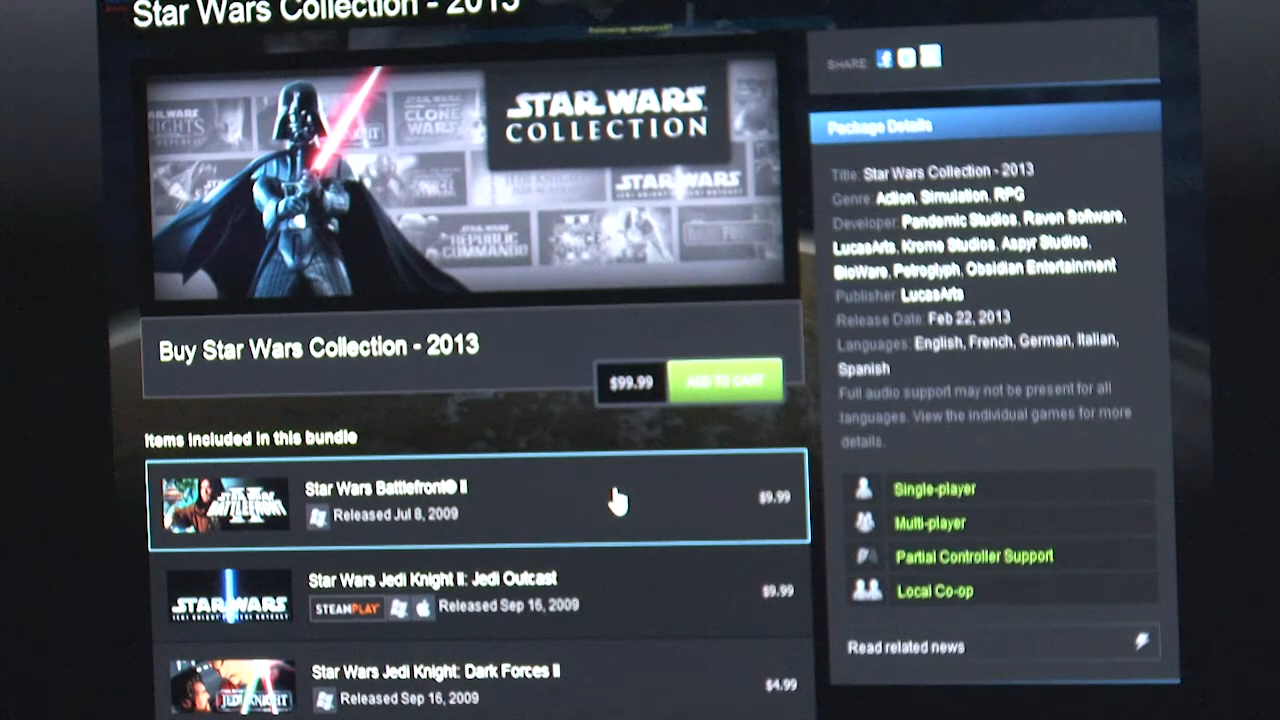 Star Wars Collection - 2013
SHARE:
STAR WARS
COLLECTION
CLONE
WARS
STAR WARS
REPUBLIC
COMMANDO
Package Details
Title: Star Wars Collection - 2013
Genre: Action, Simulation, RPG
Developer: Pandemic Studios, Raven Software,
LucasArts, Krome Studios, Aspyr Studios,
BioWare, Petroglyph, Obsidian Entertainment
Publisher: LucasArts
Release Date: Feb 22, 2013
Languages: English, French, German, Italian,
Spanish
Full audio support may not be present for all
languages. View the individual games for more
details.
Single-player
Multi-player
Partial Controller Support
Local Co-op
Read related news
Buy Star Wars Collection - 2013
$99.99
ADD TO CART
Items included in this bundle
BATTLEFRONT
II
Star Wars Battlefront® II
Released Jul 8, 2009
$9.99
STAR WARS
Star Wars Jedi Knight II: Jedi Outcast
STEAMPLAY Released Sep 16, 2009
$9.99
JEDI KNIGHT
Star Wars Jedi Knight: Dark Forces II
Released Sep 16, 2009
$4.99